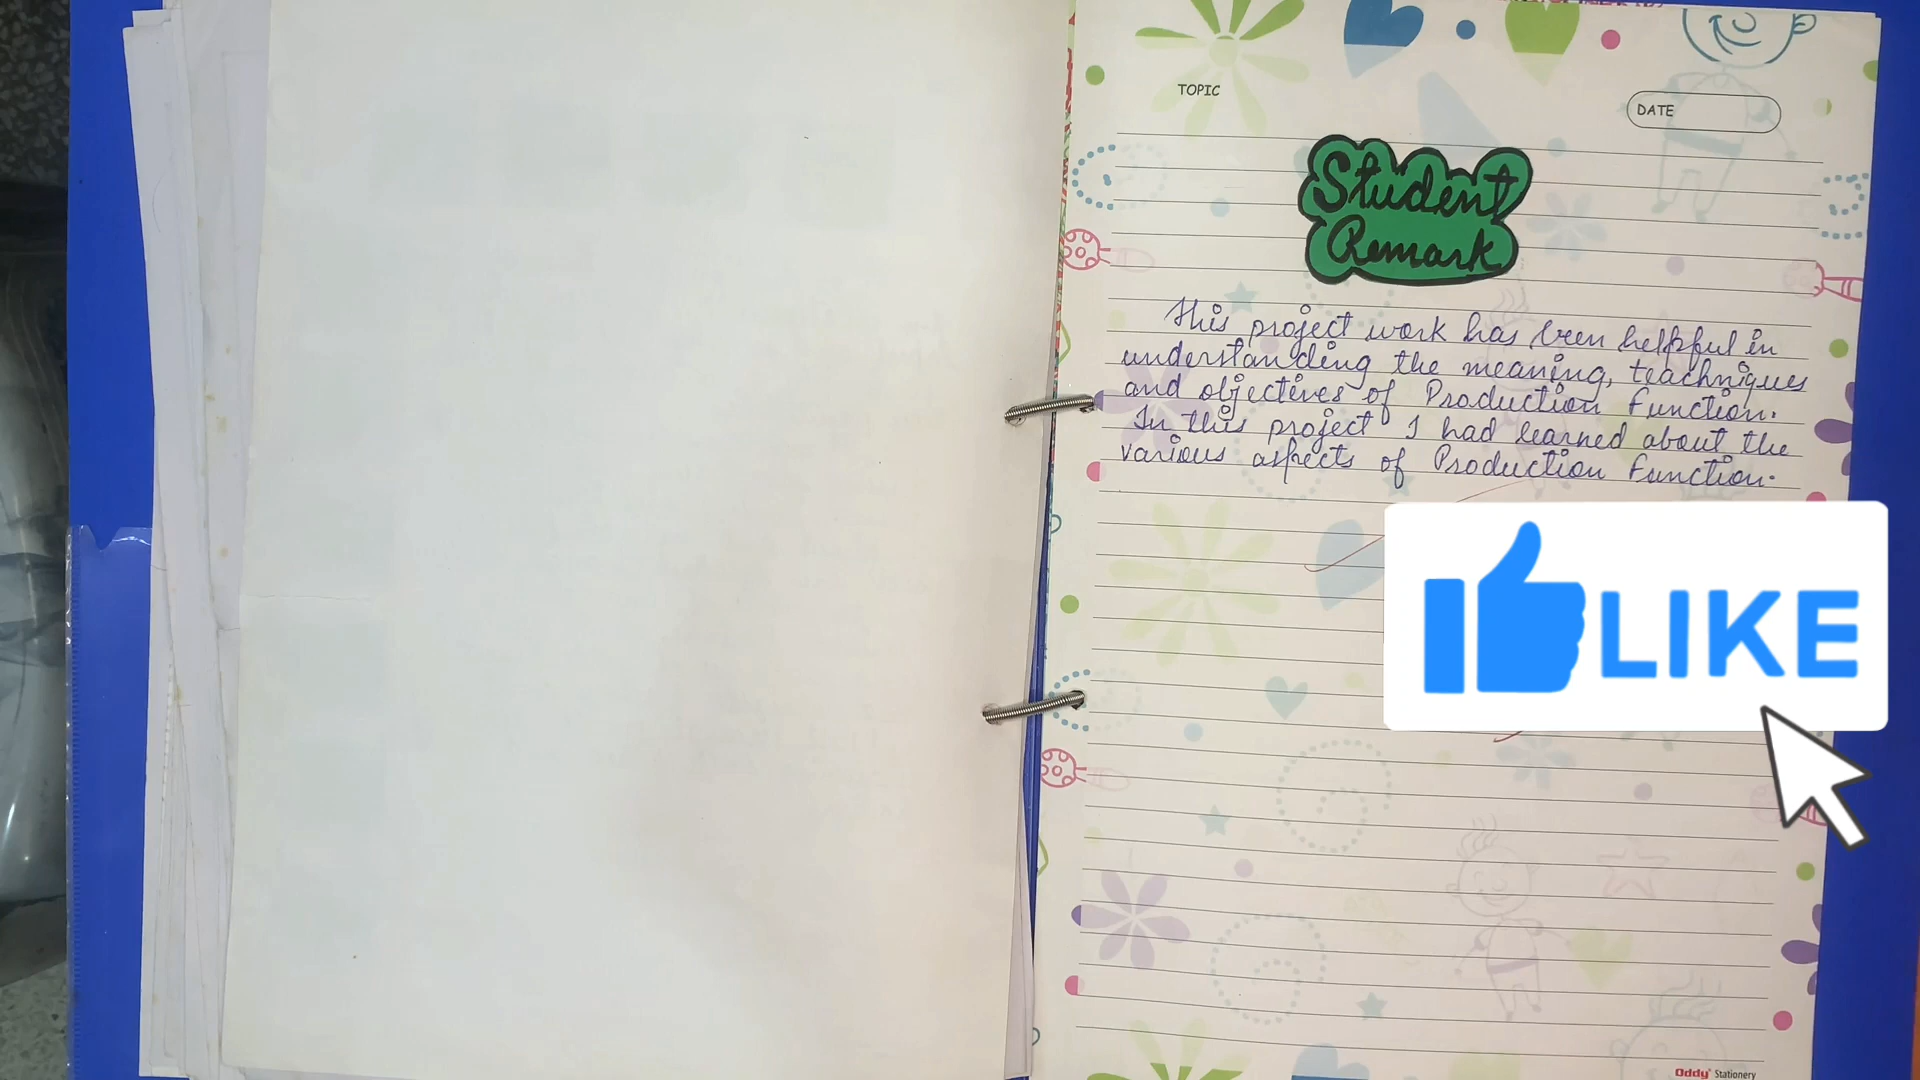 TOPIC
DATE
Student
Remark
This project work has been helpful in
understanding the meaning, teachniques
and objectives of Production Function.
In this project I had learned about the
various aspects of Production Function.
LIKE
Oddy Stationery